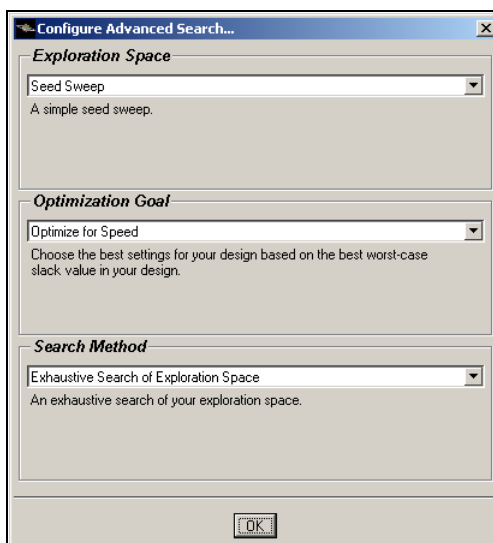 Configure Advanced Search...
Exploration Space
Seed Sweep
A simple seed sweep.
Optimization Goal
Optimize for Speed
Choose the best settings for your design based on the best worst-case
slack value in your design.
Search Method
Exhaustive Search of Exploration Space
An exhaustive search of your exploration space.
OK